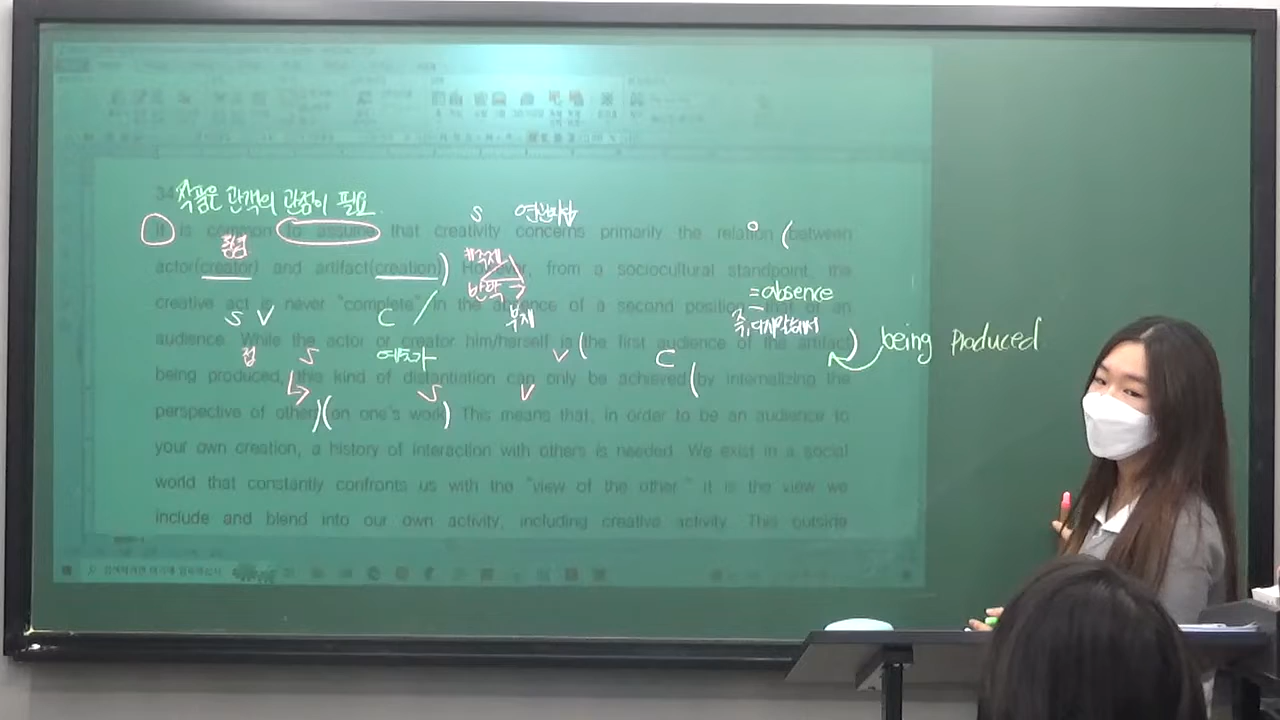 작품은 관객의 관점이 필요.
S
It is common to assume that creativity concerns primarily the relation between
actor(creator) and artifact(creation). However, from a sociocultural standpoint, the
= absence
creative act is never "complete" in the absence of a second position - that of an
S V C 부재 즉, 다시말해서
audience. While the actor or creator him/herself is the first audience of the artifact
being produced
접 S V C
being produced, this kind of distantiation can only be achieved by internalizing the
S V
perspective of others on one's work. This means that, in order to be an audience to
your own creation, a history of interaction with others is needed. We exist in a social
world that constantly confronts us with the "view of the other." It is the view we
include and blend into our own activity, including creative activity. This outside